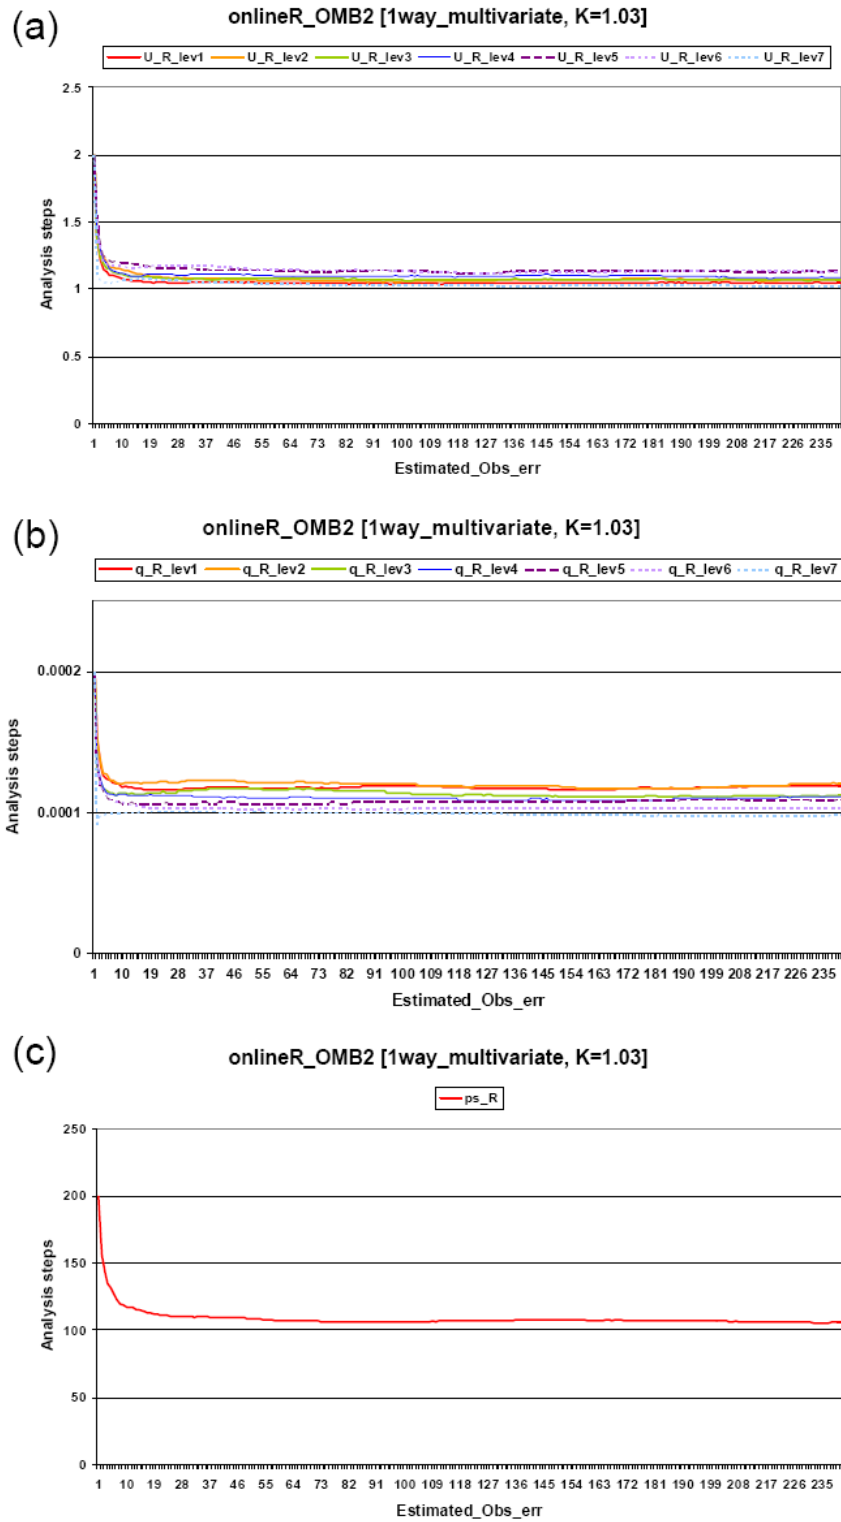 (a)
onlineR_OMB2 [1way_multivariate, K=1.03]
U_R_lev1 U_R_lev2 U_R_lev3 U_R_lev4 U_R_lev5 U_R_lev6 U_R_lev7
2.5
2
1.5
1
0.5
0
Analysis steps
1 10 19 28 37 46 55 64 73 82 91 100 109 118 127 136 145 154 163 172 181 190 199 208 217 226 235
Estimated_Obs_err
(b)
onlineR_OMB2 [1way_multivariate, K=1.03]
q_R_lev1 q_R_lev2 q_R_lev3 q_R_lev4 q_R_lev5 q_R_lev6 q_R_lev7
0.0002
0.0001
0
Analysis steps
1 10 19 28 37 46 55 64 73 82 91 100 109 118 127 136 145 154 163 172 181 190 199 208 217 226 235
Estimated_Obs_err
(c)
onlineR_OMB2 [1way_multivariate, K=1.03]
ps_R
250
200
150
100
50
0
Analysis steps
1 10 19 28 37 46 55 64 73 82 91 100 109 118 127 136 145 154 163 172 181 190 199 208 217 226 235
Estimated_Obs_err